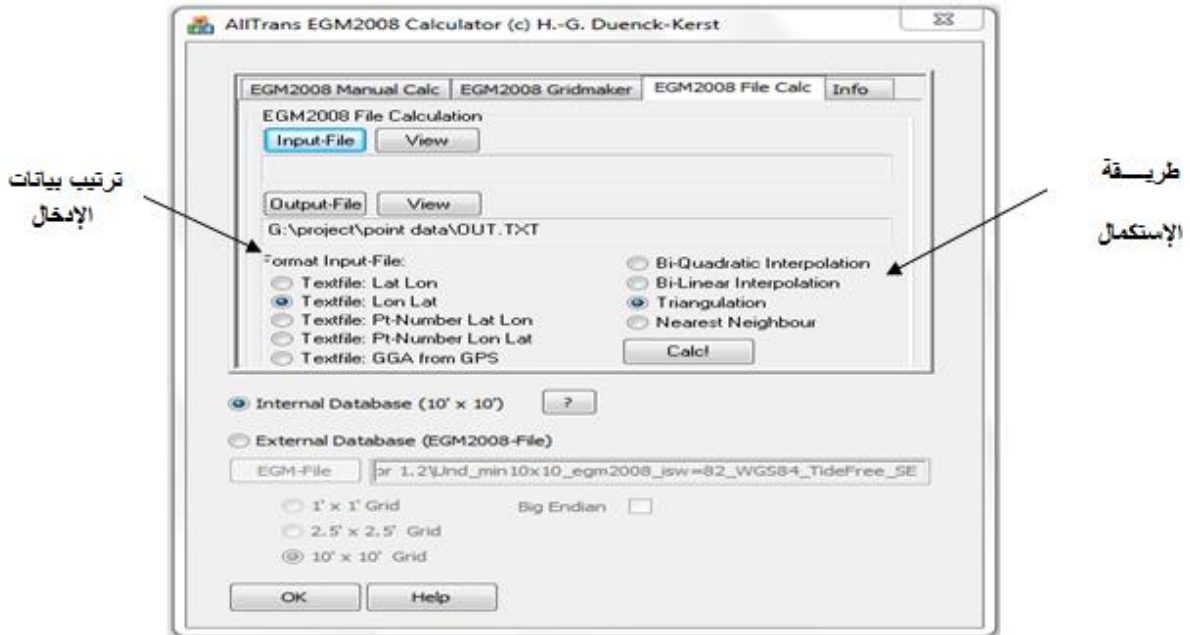 AllTrans EGM2008 Calculator (c) H.-G. Duenck-Kerst
EGM2008 Manual Calc EGM2008 Gridmaker EGM2008 File Calc Info
EGM2008 File Calculation
Input-File View
Output-File View
G:\project\point data\OUT.TXT
Format Input-File:
Textfile: Lat Lon
Textfile: Lon Lat
Textfile: Pt-Number Lat Lon
Textfile: Pt-Number Lon Lat
Textfile: GGA from GPS
Bi-Quadratic Interpolation
Bi-Linear Interpolation
Triangulation
Nearest Neighbour
Calc!
Internal Database (10' x 10') ?
External Database (EGM2008-File)
EGM-File or 1.2\Und_min10x10_egm2008_isw=82_WGS84_TideFree_SE
1' x 1' Grid Big Endian
2.5' x 2.5' Grid
10' x 10' Grid
OK Help
ترتيب بيانات
الإدخال
طريـــقة
الإستكمال